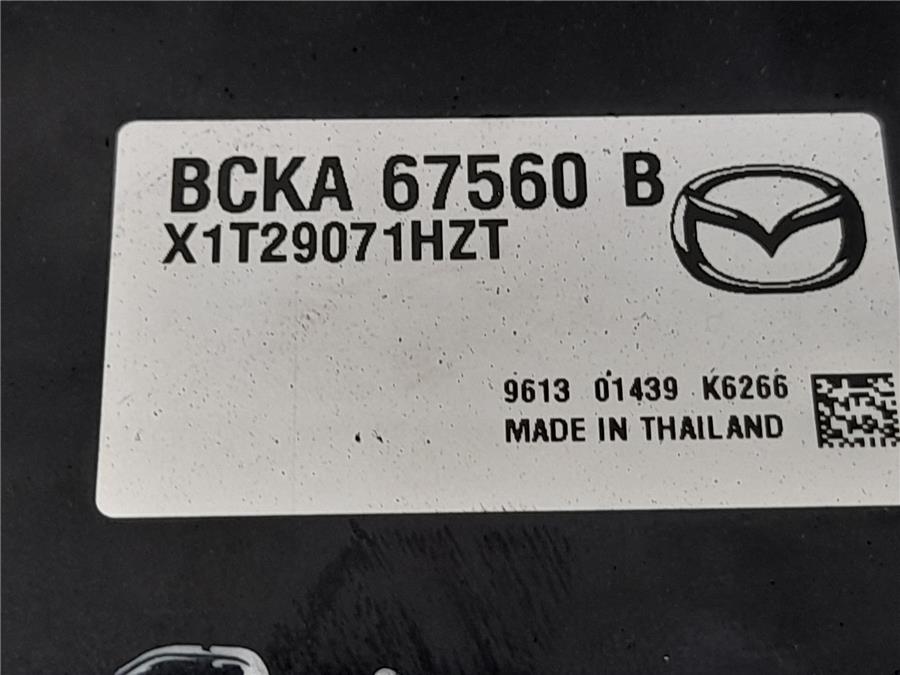 BCKA 67560 B
X1T29071HZT
9613 01439 K6266
MADE IN THAILAND